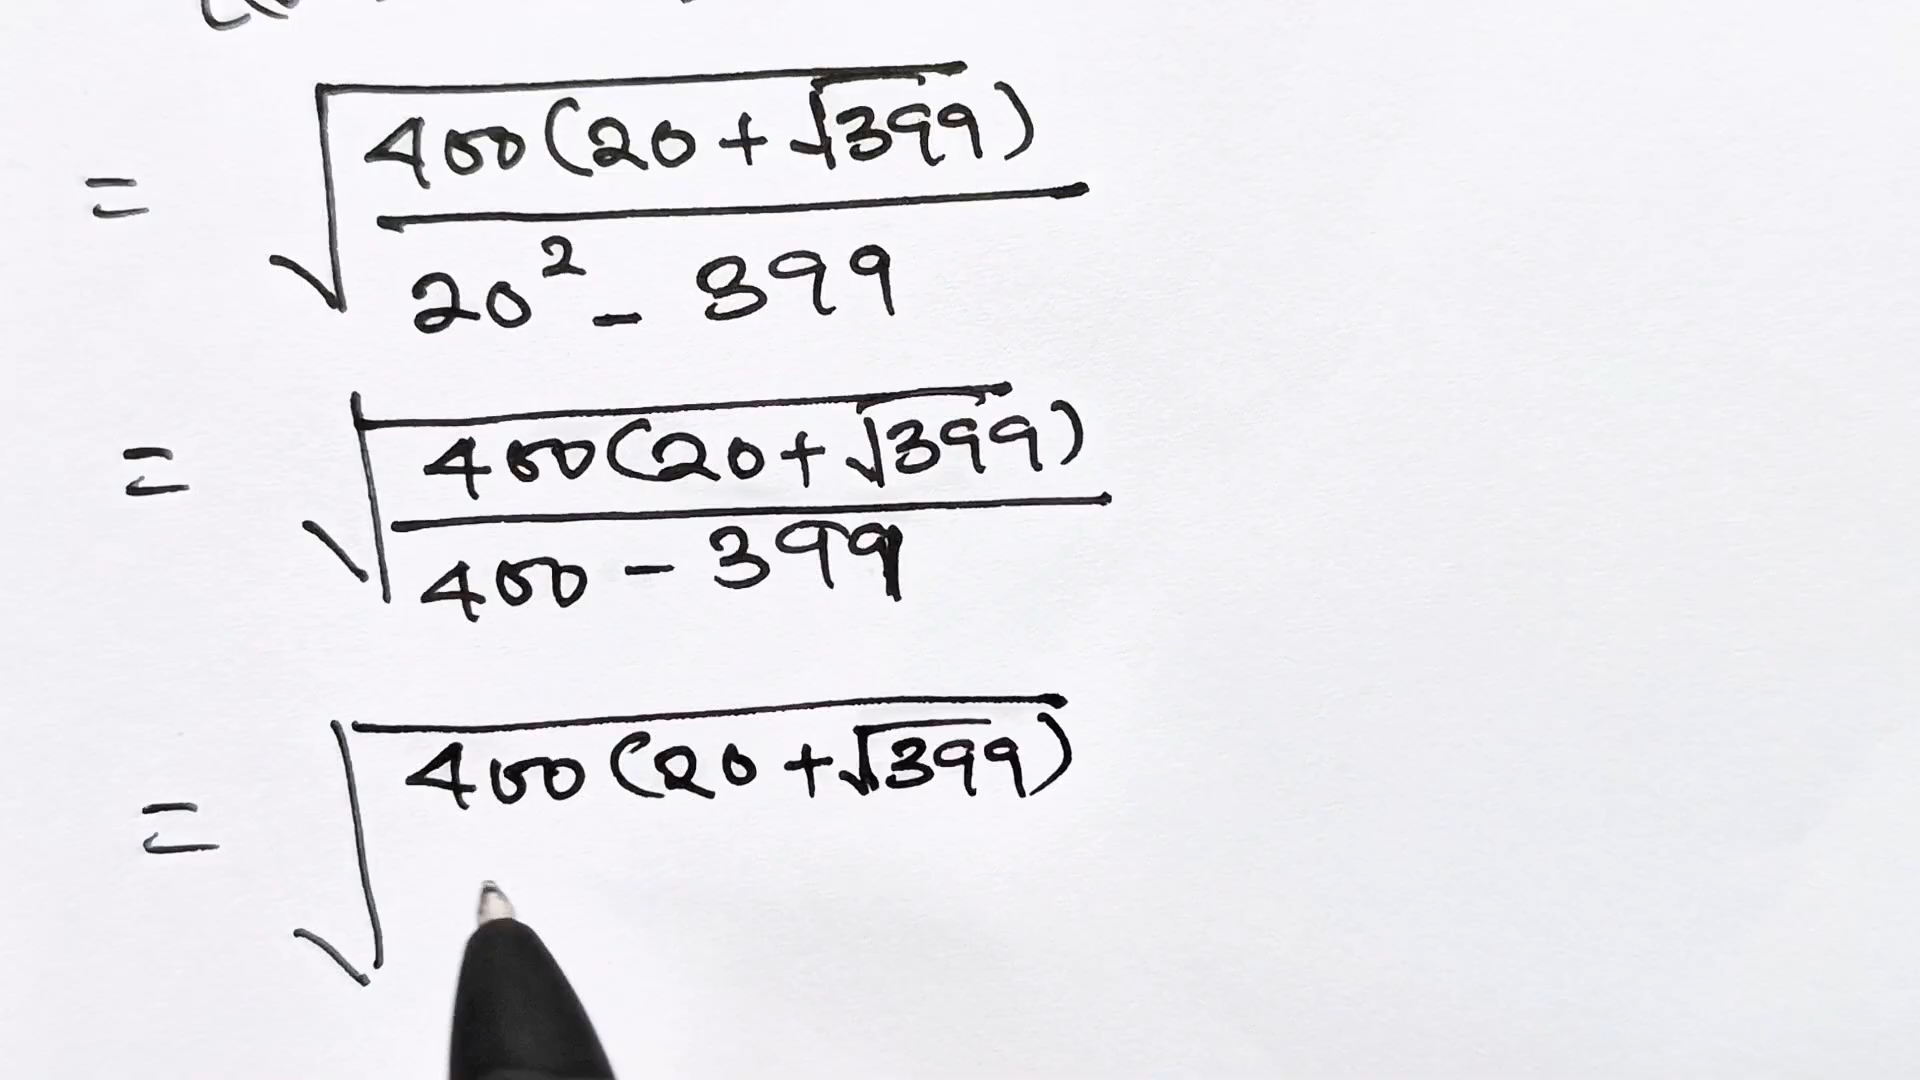 = √(400(20 + √399) / 20² - 399)
= √(400(20 + √399) / 400 - 399)
= √(400(20 + √399)